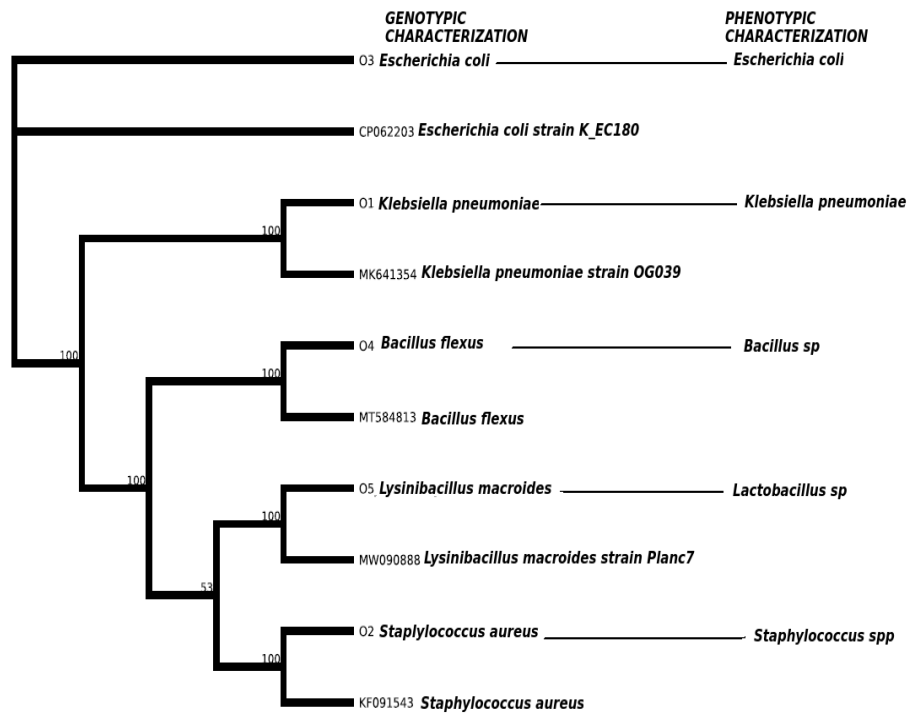 GENOTYPIC
CHARACTERIZATION
PHENOTYPIC
CHARACTERIZATION
O3 Escherichia coli Escherichia coli
CP062203 Escherichia coli strain K_EC180
O1 Klebsiella pneumoniae Klebsiella pneumoniae
100
MK641354 Klebsiella pneumoniae strain OG039
O4 Bacillus flexus Bacillus sp
100
100
MT584813 Bacillus flexus
100
O5 Lysinibacillus macroides Lactobacillus sp
100
MW090888 Lysinibacillus macroides strain Planc7
53
O2 Staplylococcus aureus Staphylococcus spp
100
KF091543 Staphylococcus aureus